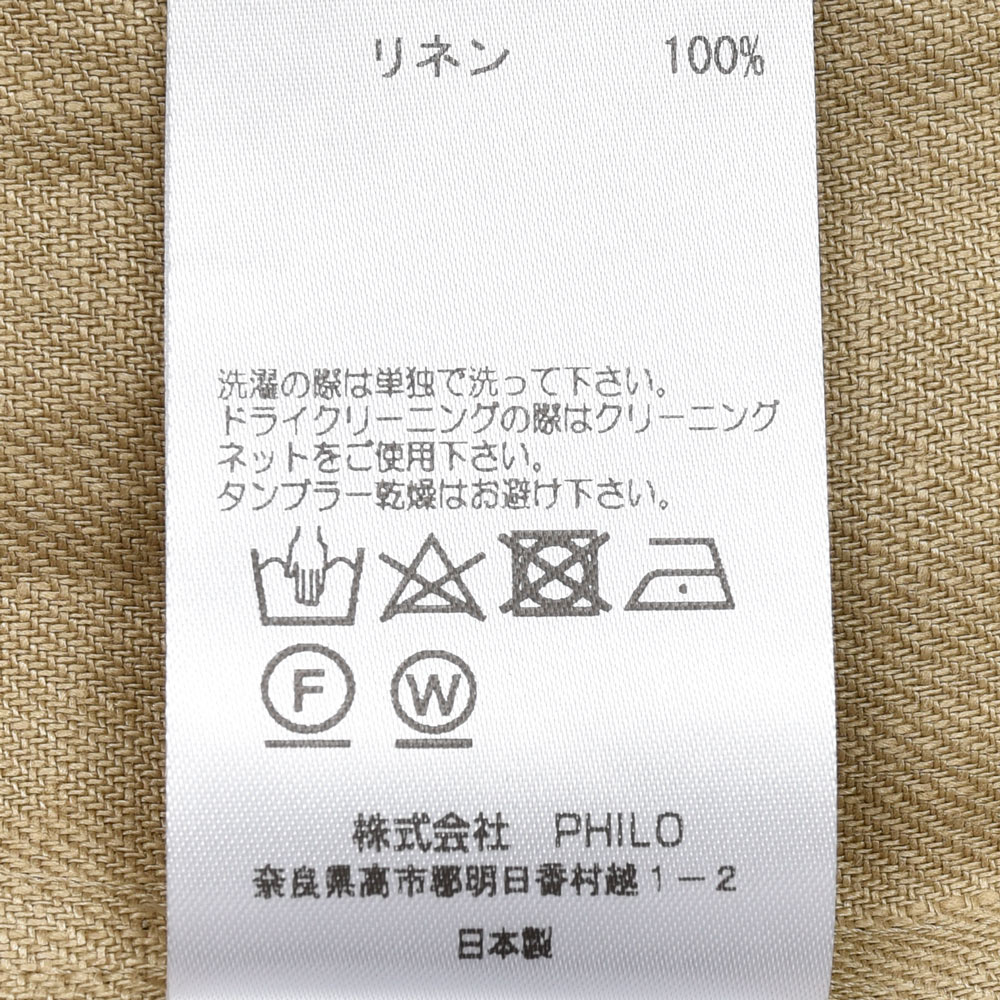 リネン 100%
洗濯の際は単独で洗って下さい。
ドライクリーニングの際はクリーニング
ネットをご使用下さい。
タンブラー乾燥はお避け下さい。
F W
株式会社 PHILO
奈良県高市郡明日香村越1-2
日本製